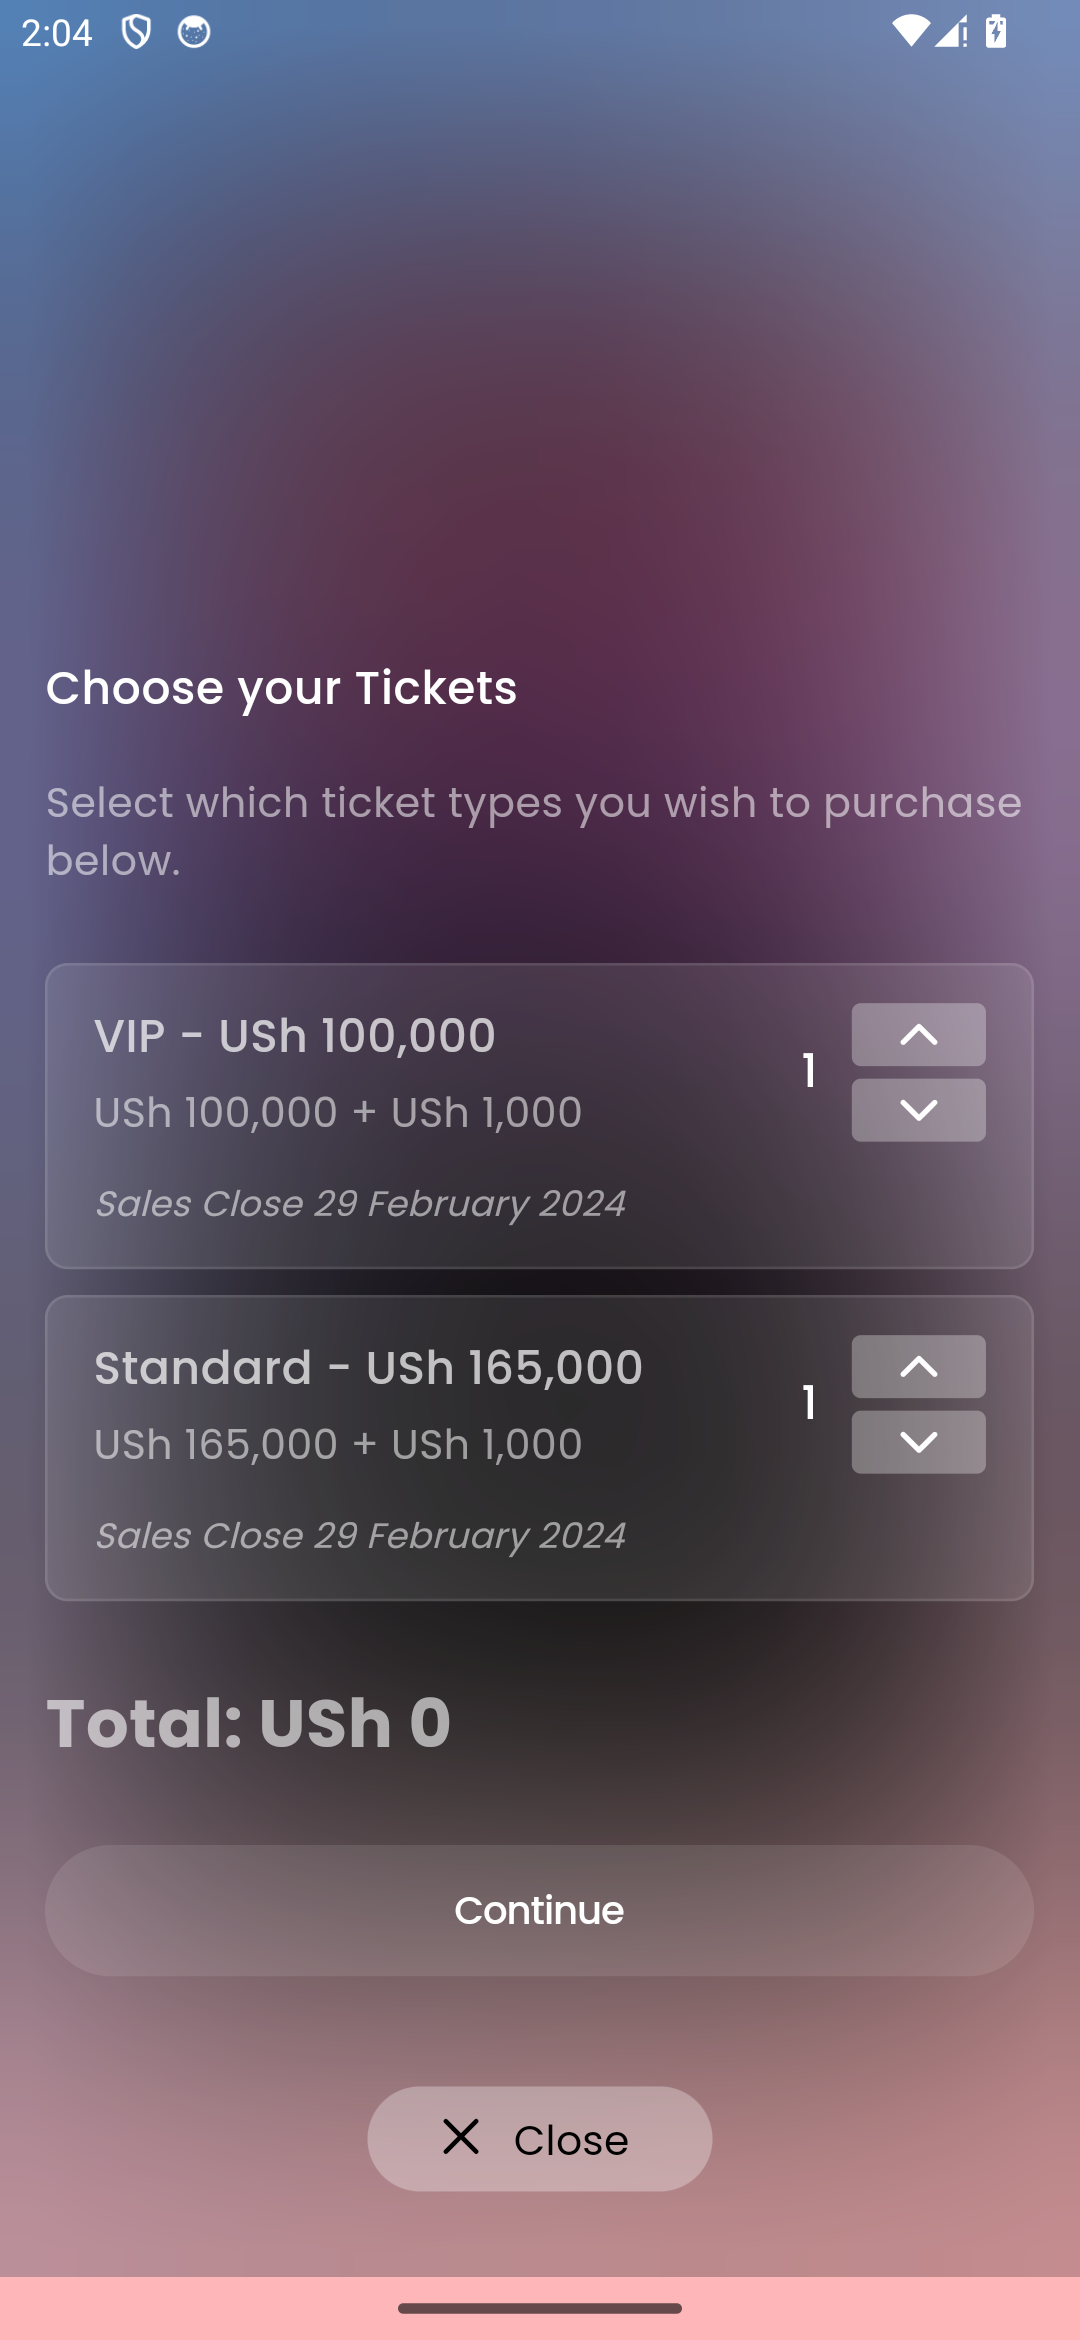 2:04
Choose your Tickets
Select which ticket types you wish to purchase
below.
VIP - USh 100,000
1
USh 100,000 + USh 1,000
Sales Close 29 February 2024
Standard - USh 165,000
1
USh 165,000 + USh 1,000
Sales Close 29 February 2024
Total: USh 0
Continue
Close